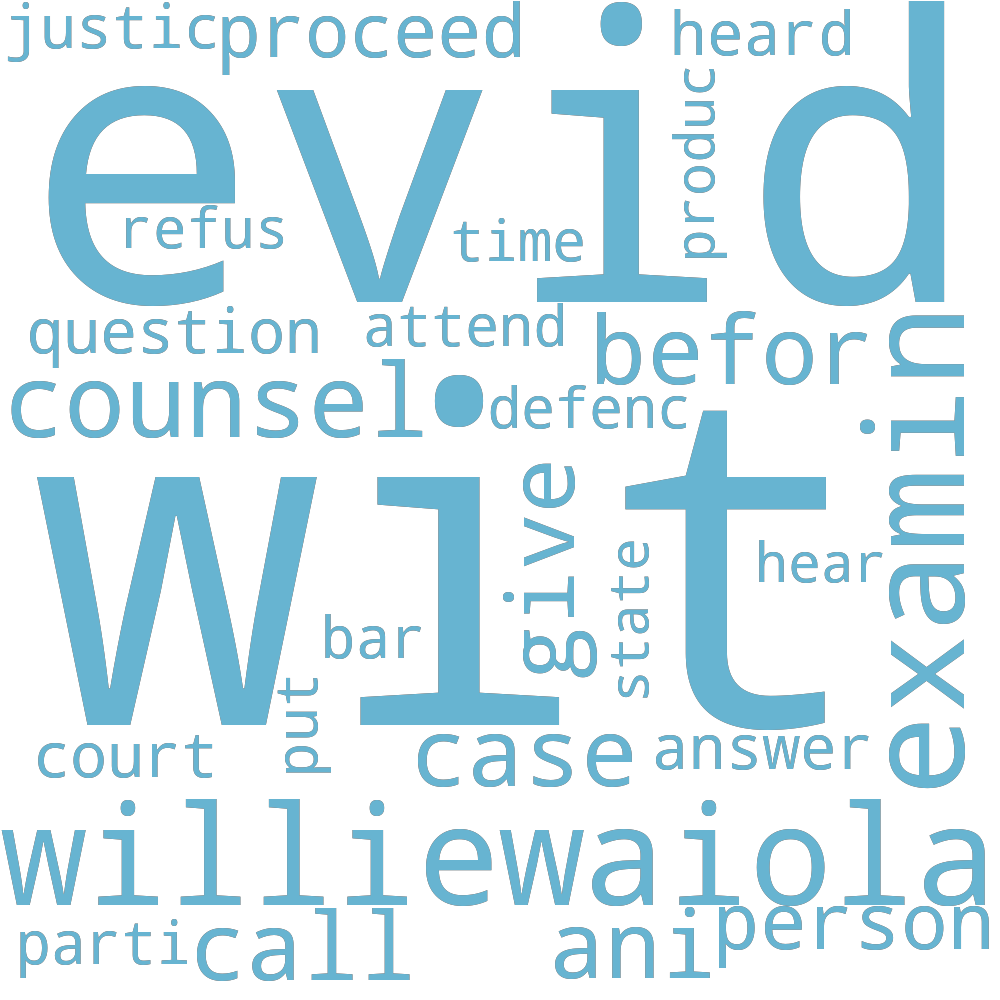 justic proceed heard
evid
produc
refus time
question attend befor
counsel defenc
examin
wit
give
state hear
bar
put
court case answer
williewaiola
parti call ani person